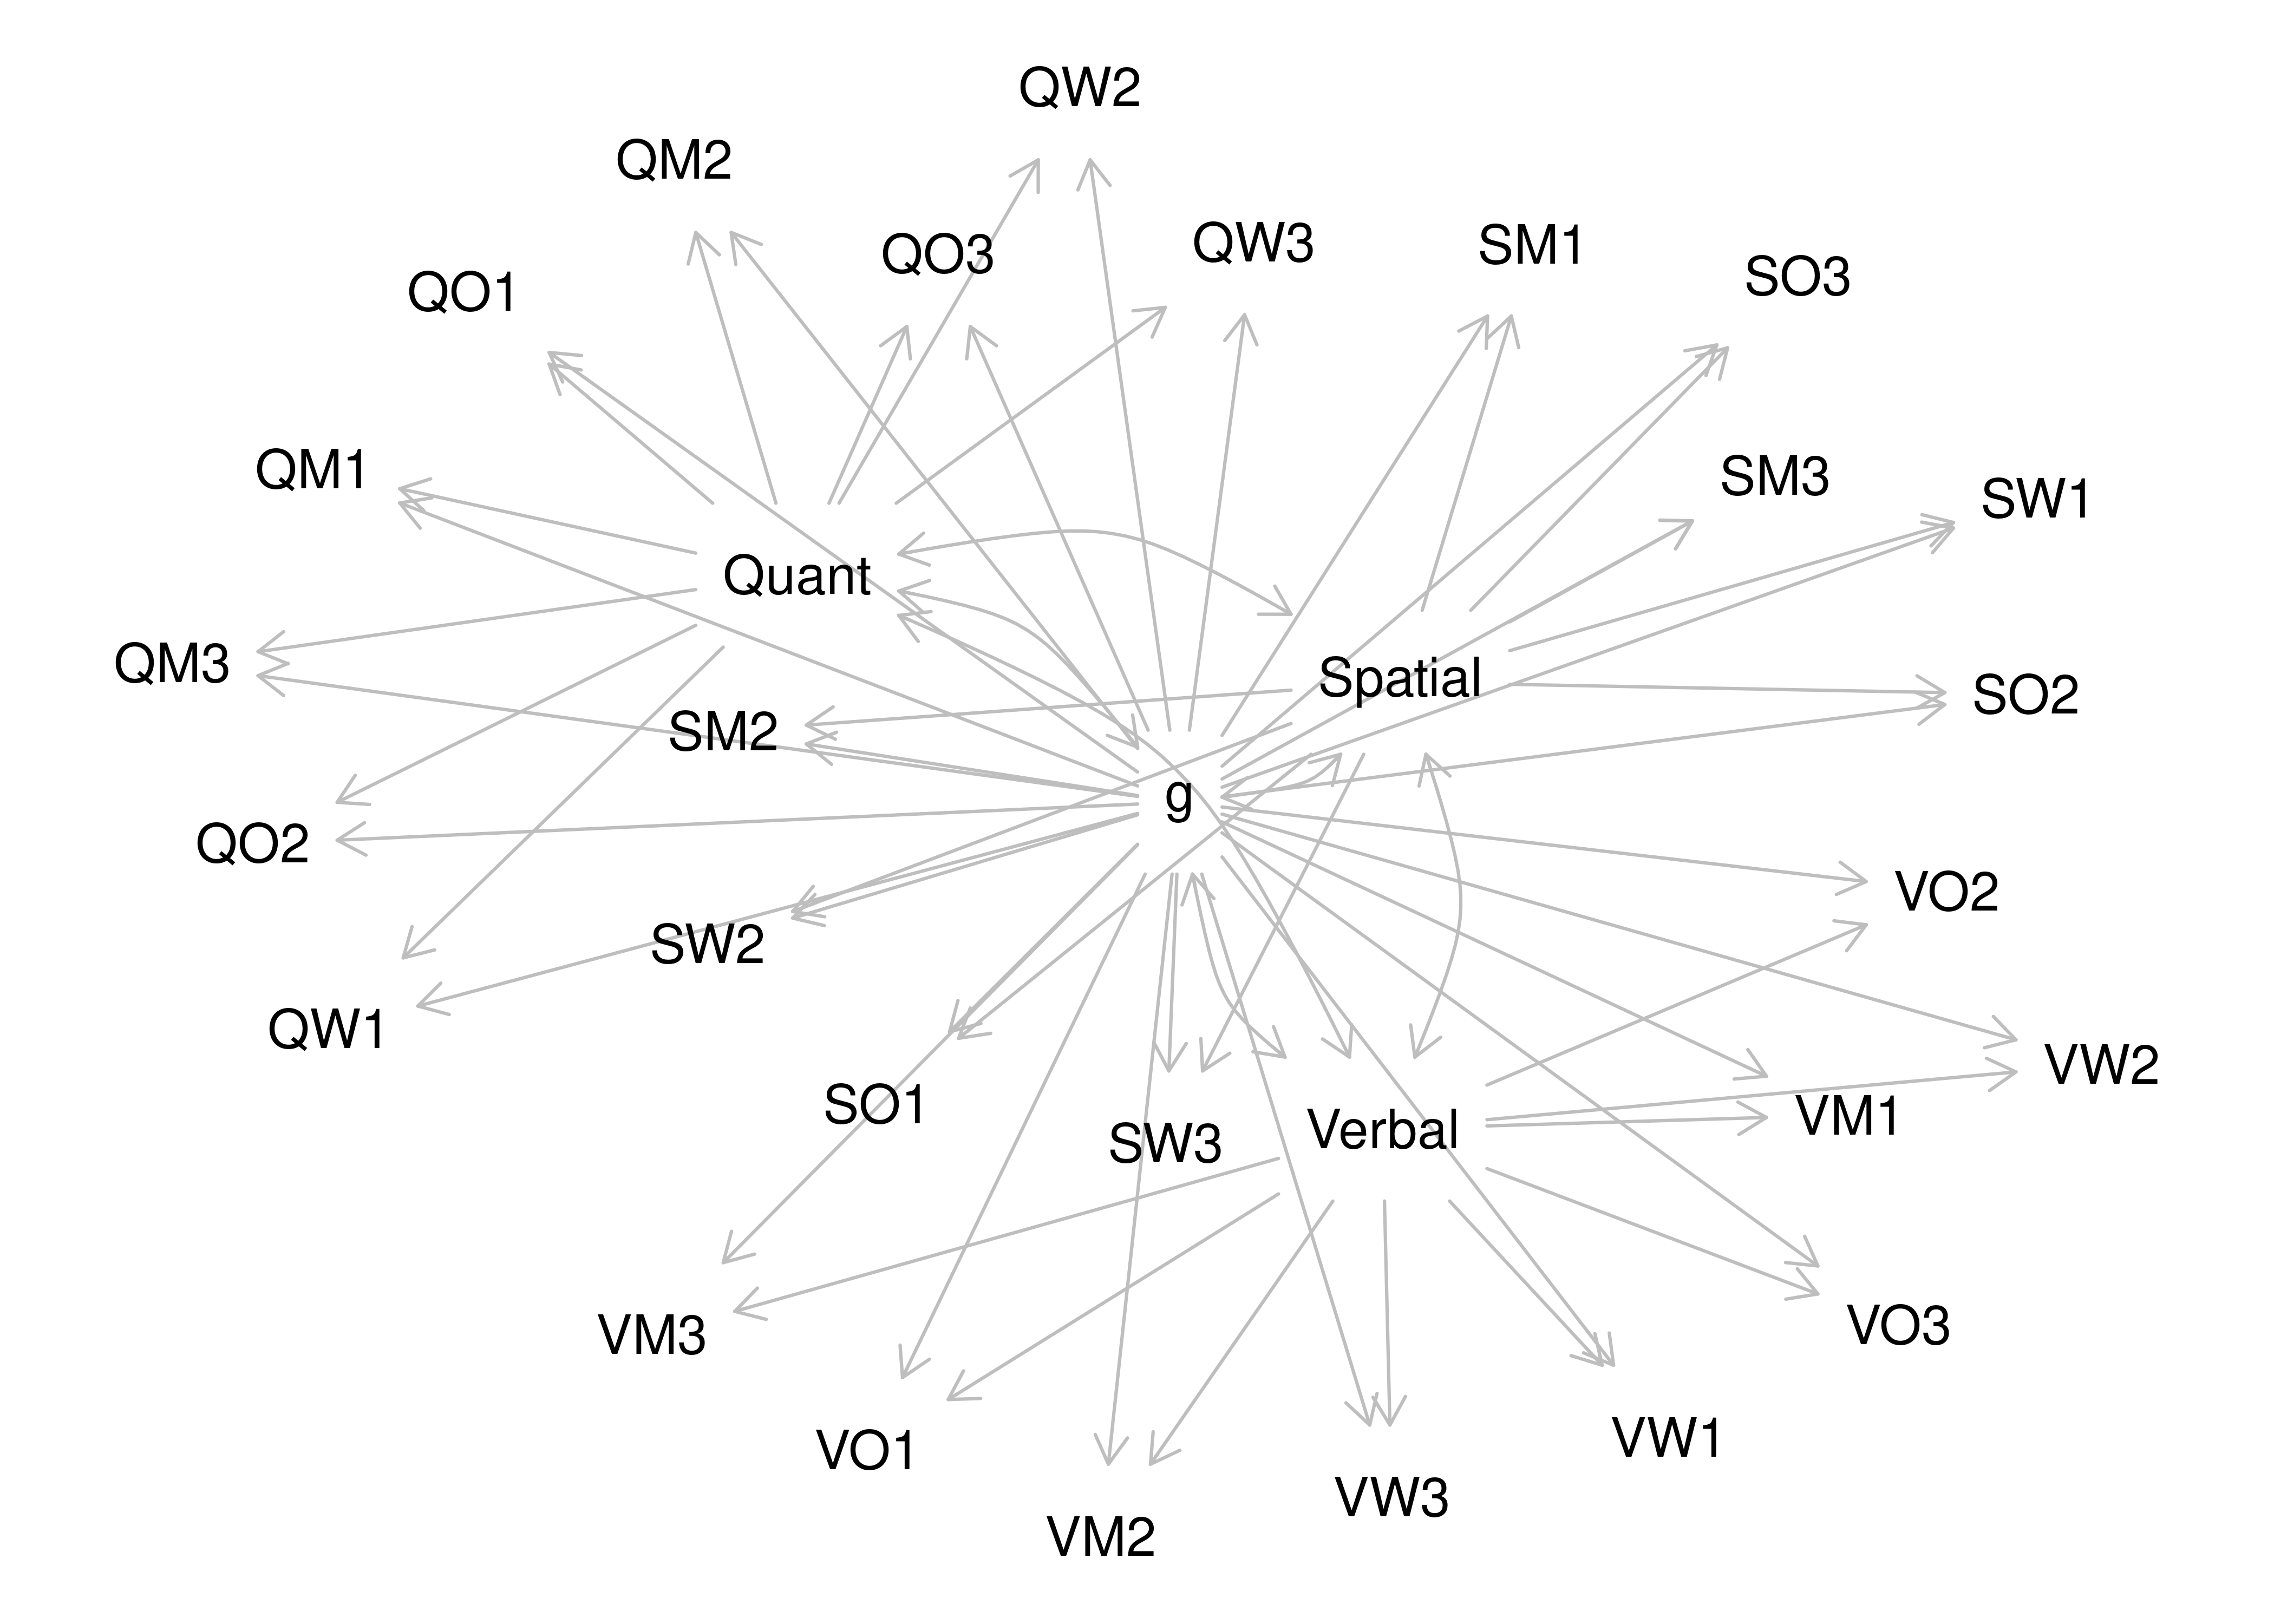 QW2
QM2
QO3
QW3
SM1
SO3
QO1
QM1
SM3
SW1
Quant
QM3
Spatial
SO2
SM2
g
QO2
VO2
SW2
QW1
VW2
SO1
VM1
SW3
Verbal
VM3
VO3
VO1
VW1
VW3
VM2